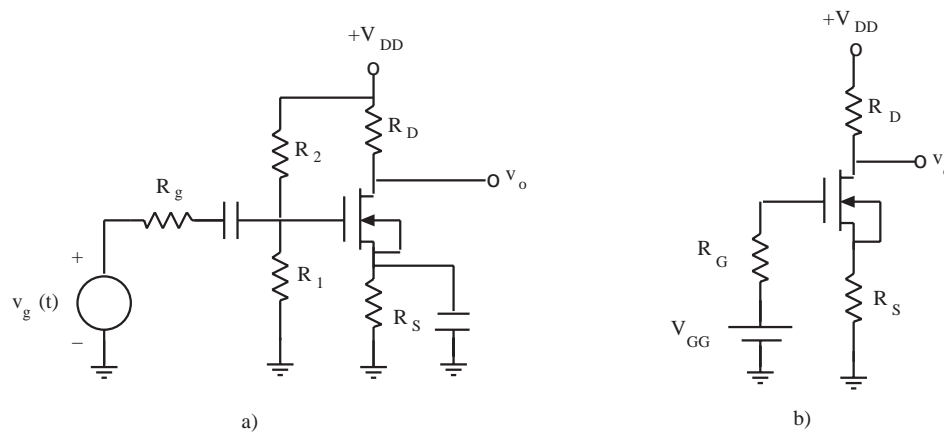 +V DD
R 2
R D
v o
R g
+
v g (t)
−
R 1
R S
a)
+V DD
R D
v o
R G
V GG
R S
b)